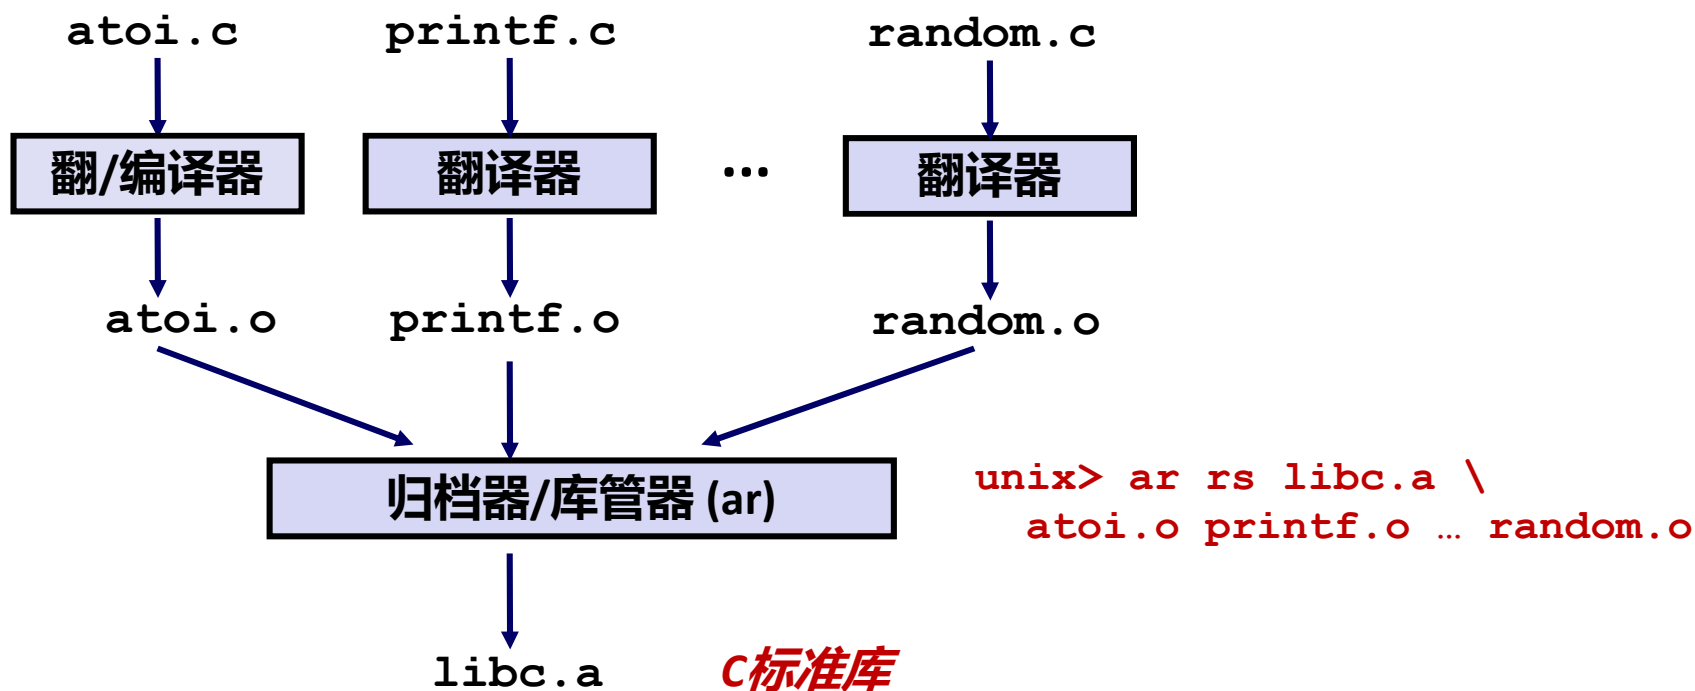 atoi.c printf.c random.c
翻/编译器 翻译器 ... 翻译器
atoi.o printf.o random.o
归档器/库管器 (ar)
unix> ar rs libc.a \
atoi.o printf.o … random.o
libc.a C标准库